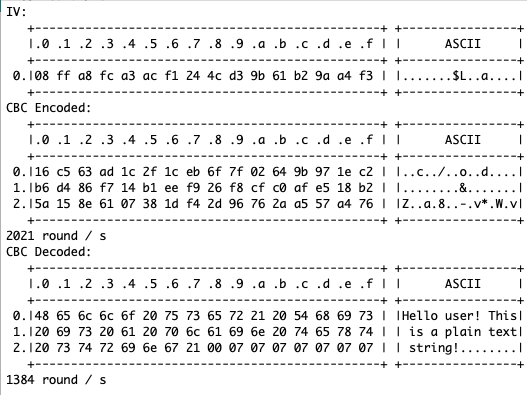 IV:
+------------------------------------------------+ +----------------+
|.0 .1 .2 .3 .4 .5 .6 .7 .8 .9 .a .b .c .d .e .f | |      ASCII     |
+------------------------------------------------+ +----------------+
0.|08 ff a8 fc a3 ac f1 24 4c d3 9b 61 b2 9a a4 f3 | |.......$L..a....|
+------------------------------------------------+ +----------------+
CBC Encoded:
+------------------------------------------------+ +----------------+
|.0 .1 .2 .3 .4 .5 .6 .7 .8 .9 .a .b .c .d .e .f | |      ASCII     |
+------------------------------------------------+ +----------------+
0.|16 c5 63 ad 1c 2f 1c eb 6f 7f 02 64 9b 97 1e c2 | |..c../..o..d....|
1.|b6 d4 86 f7 14 b1 ee f9 26 f8 cf c0 af e5 18 b2 | |........&.......|
2.|5a 15 8e 61 07 38 1d f4 2d 96 76 2a a5 57 a4 76 | |Z..a.8..-.v*.W.v|
+------------------------------------------------+ +----------------+
2021 round / s
CBC Decoded:
+------------------------------------------------+ +----------------+
|.0 .1 .2 .3 .4 .5 .6 .7 .8 .9 .a .b .c .d .e .f | |      ASCII     |
+------------------------------------------------+ +----------------+
0.|48 65 6c 6c 6f 20 75 73 65 72 21 20 54 68 69 73 | |Hello user! This|
1.|20 69 73 20 61 20 70 6c 61 69 6e 20 74 65 78 74 | | is a plain text|
2.|20 73 74 72 69 6e 67 21 00 07 07 07 07 07 07 07 | | string!........|
+------------------------------------------------+ +----------------+
1384 round / s